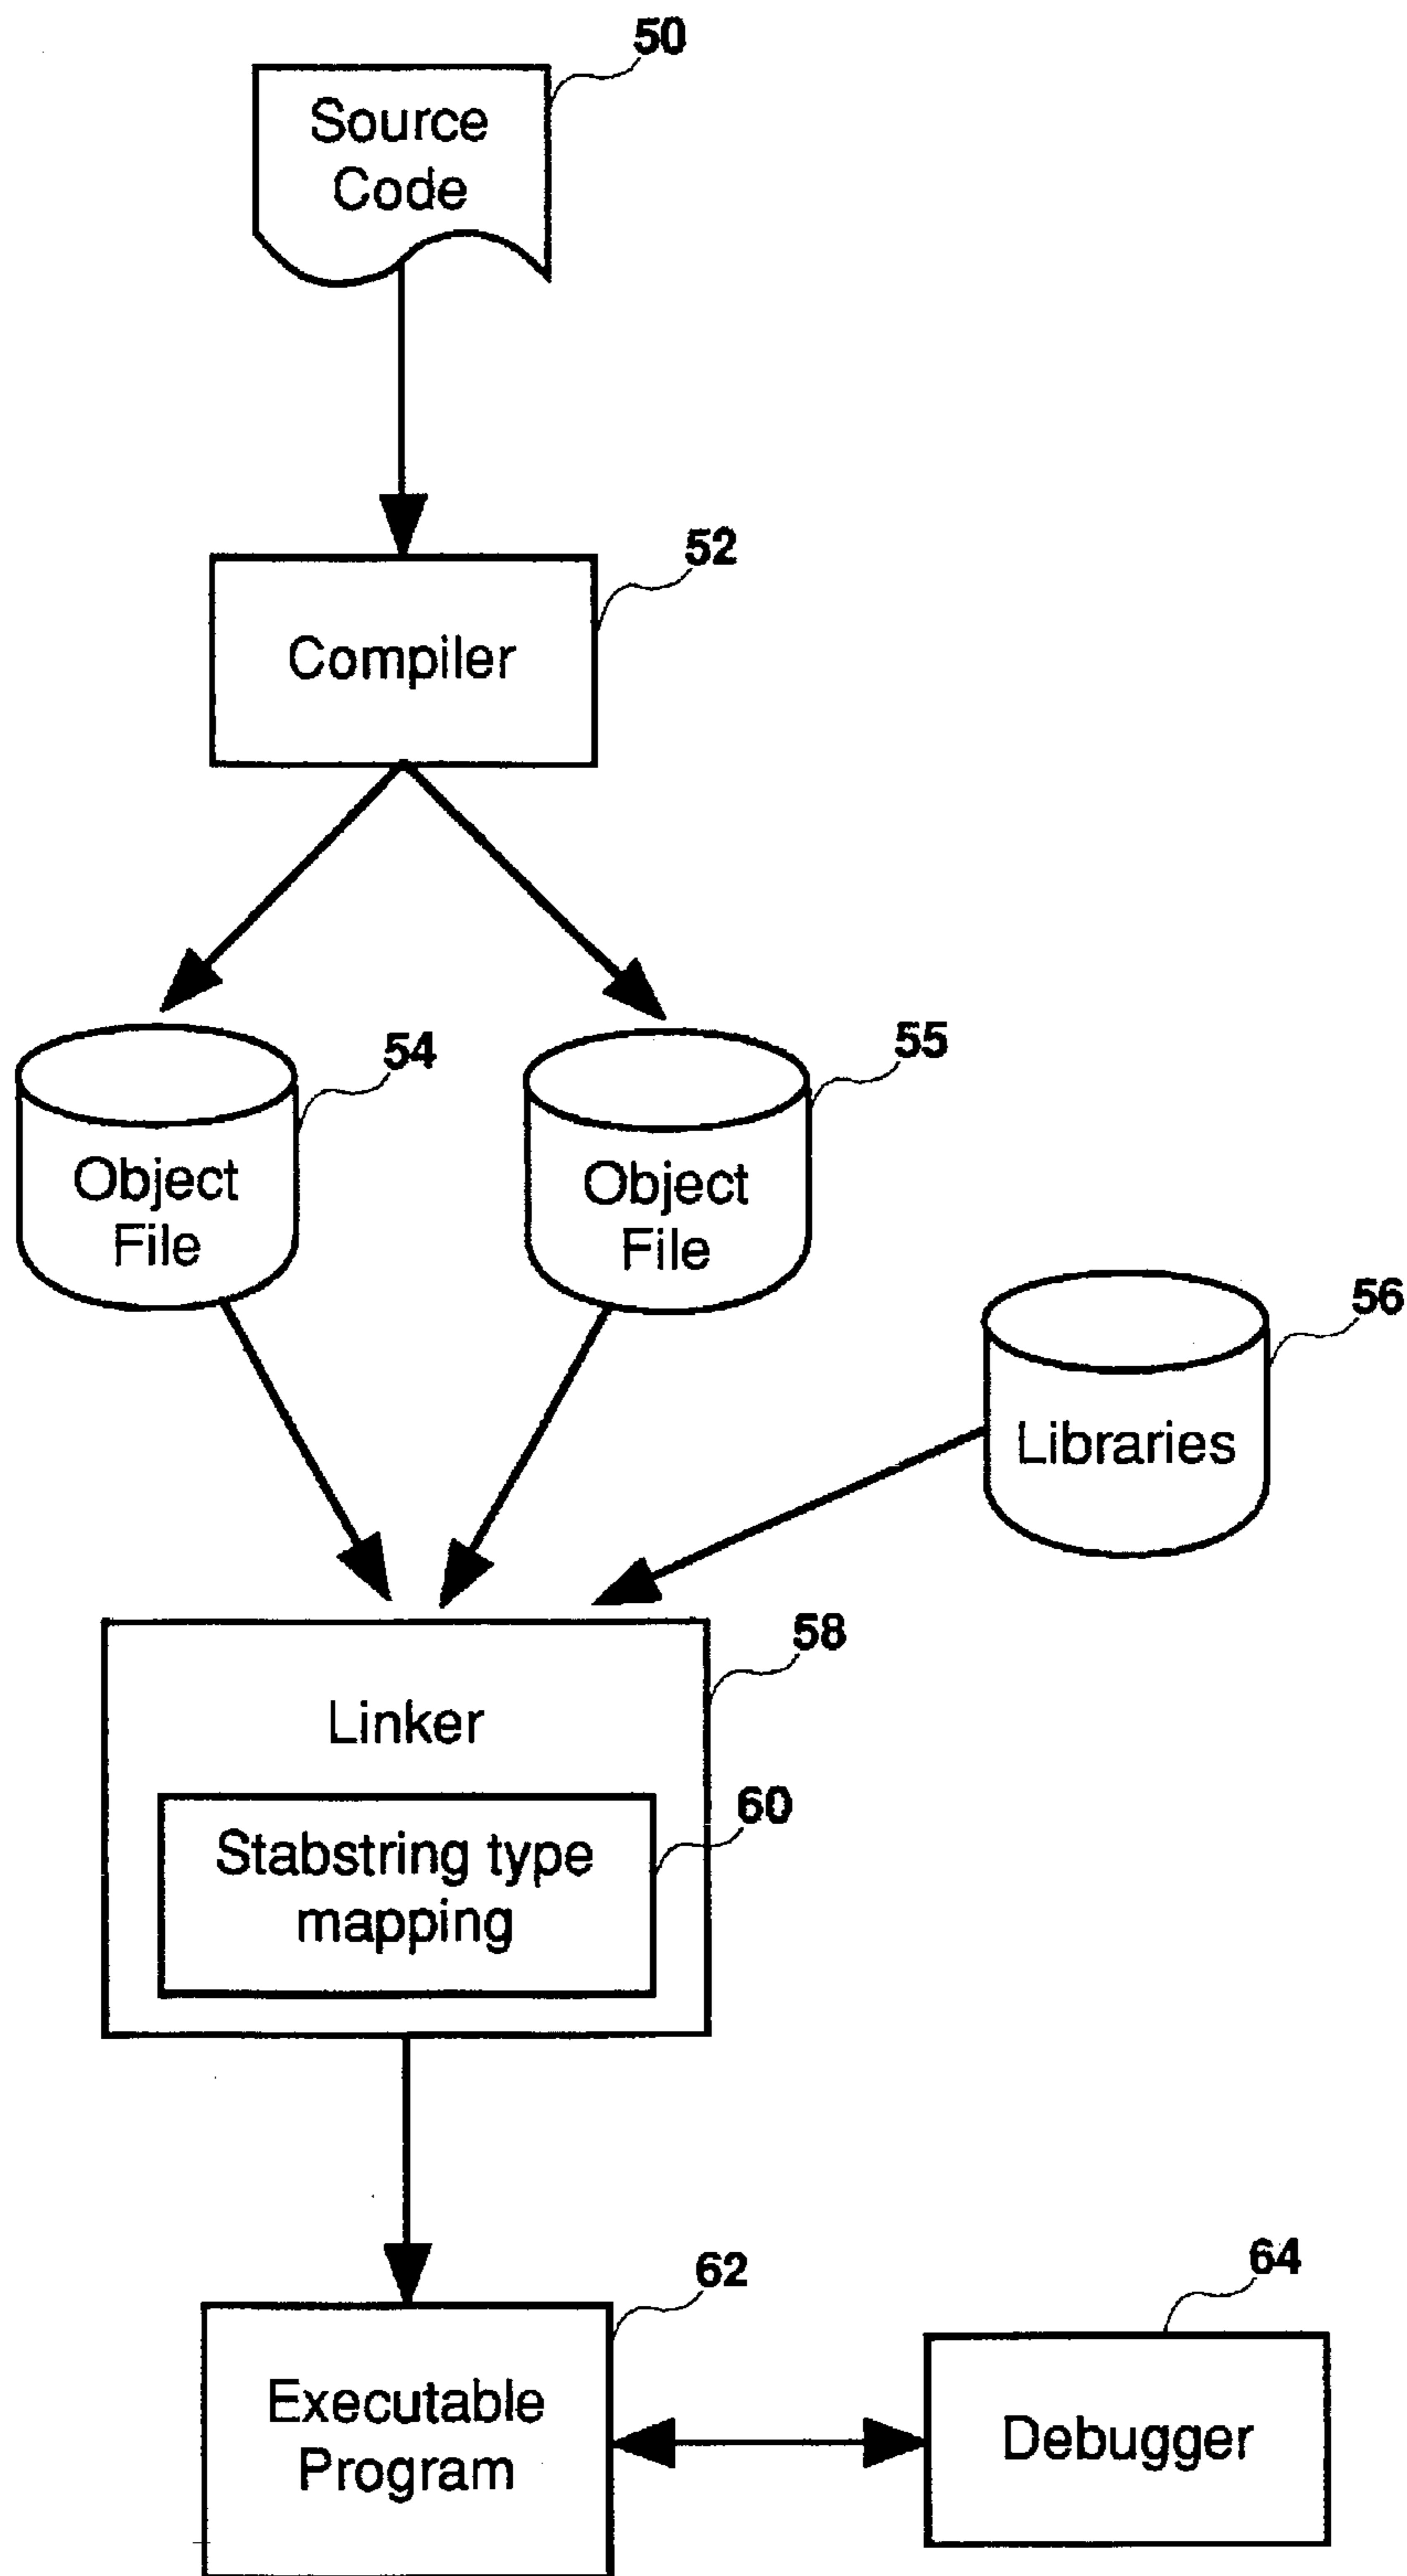 50
Source
Code
52
Compiler
54
55
Object
File
Object
File
56
Libraries
58
Linker
60
Stabstring type
mapping
62
64
Executable
Program
Debugger